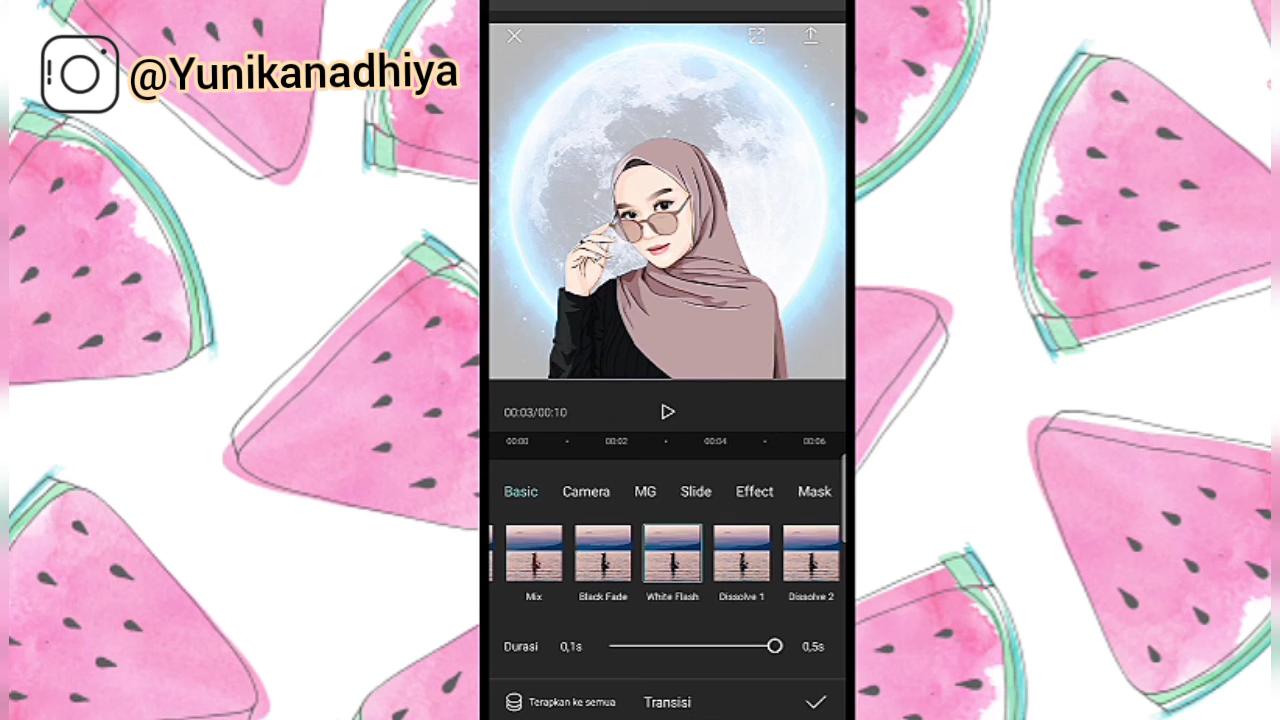 @Yunikanadhiya
00:03/00:10
00:00 00:02 00:04 00:06
Basic Camera MG Slide Effect Mask
Mix Black Fade White Flash Dissolve 1 Dissolve 2
Durasi 0,1s 0,5s
Terapkan ke semua Transisi